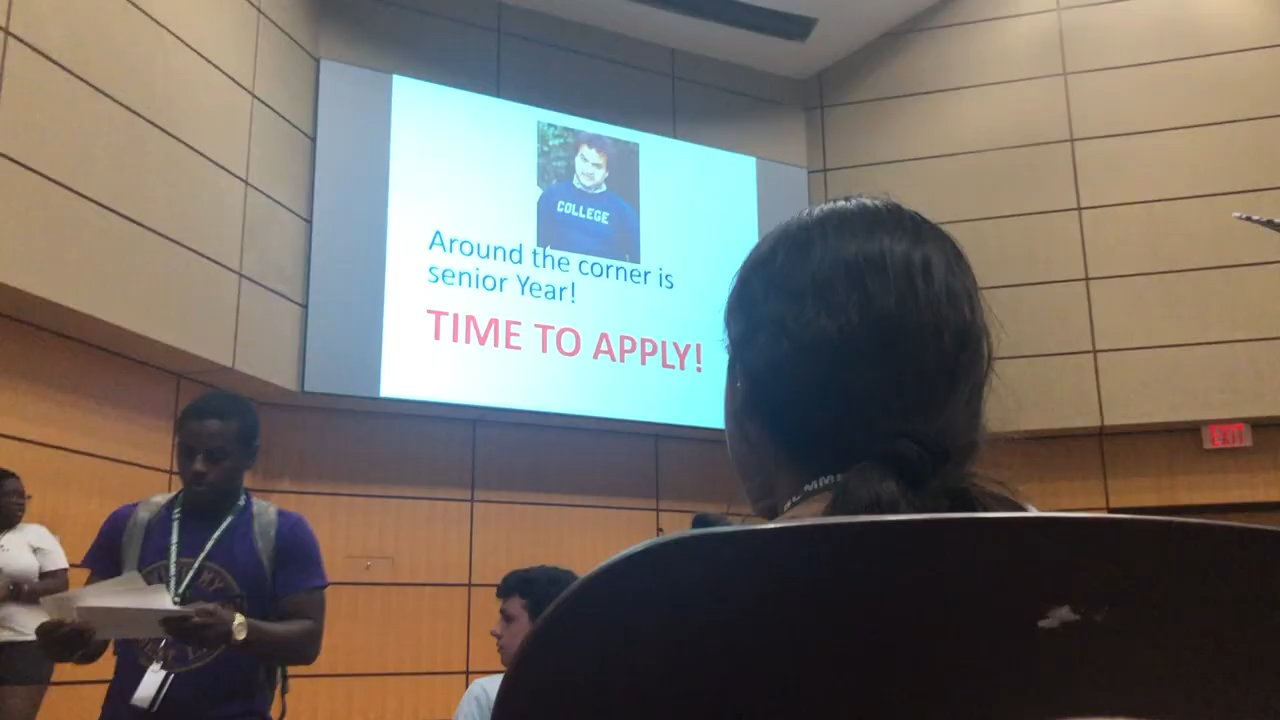 COLLEGE
Around the corner is
senior Year!
TIME TO APPLY!
EXIT